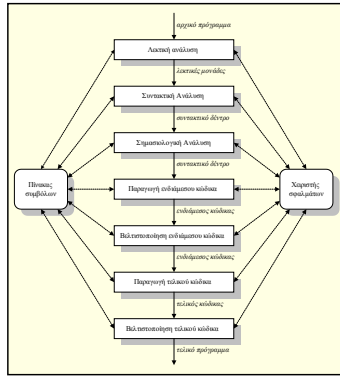 αρχικό πρόγραμμα
Λεκτική ανάλυση
λεκτικές μονάδες
Συντακτική Ανάλυση
συντακτικό δέντρο
Σημασιολογική Ανάλυση
συντακτικό δέντρο
Πίνακας
συμβόλων
Παραγωγή ενδιάμεσου κώδικα
Χειριστής
σφαλμάτων
ενδιάμεσος κώδικας
Βελτιστοποίηση ενδιάμεσου κώδικα
ενδιάμεσος κώδικας
Παραγωγή τελικού κώδικα
τελικός κώδικας
Βελτιστοποίηση τελικού κώδικα
τελικό πρόγραμμα